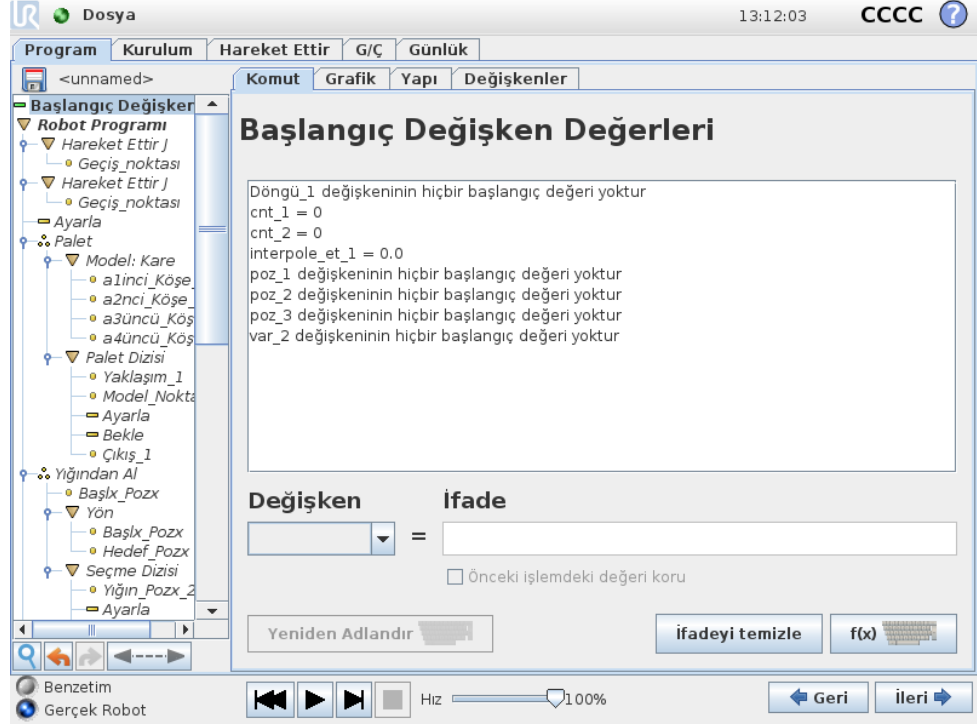 UR Dosya 13:12:03 CCCC ?
Program Kurulum Hareket Ettir G/Ç Günlük
<unnamed>
Komut Grafik Yapı Değişkenler
Başlangıç Değişker
Robot Programı
Hareket Ettir J
Geçiş_noktası
Hareket Ettir J
Geçiş_noktası
Ayarla
Palet
Model: Kare
a1inci_Köşe_
a2nci_Köşe_
a3üncü_Köş
a4üncü_Köş
Palet Dizisi
Yaklaşım_1
Model_Nokta
Ayarla
Bekle
Çıkış_1
Yığından Al
Başlx_Pozx
Yön
Başlx_Pozx
Hedef_Pozx
Seçme Dizisi
Yığın_Pozx_2
Ayarla
Başlangıç Değişken Değerleri
Döngü_1 değişkeninin hiçbir başlangıç değeri yoktur
cnt_1 = 0
cnt_2 = 0
interpole_et_1 = 0.0
poz_1 değişkeninin hiçbir başlangıç değeri yoktur
poz_2 değişkeninin hiçbir başlangıç değeri yoktur
poz_3 değişkeninin hiçbir başlangıç değeri yoktur
var_2 değişkeninin hiçbir başlangıç değeri yoktur
Değişken İfade
=
Önceki işlemdeki değeri koru
Yeniden Adlandır İfadeyi temizle f(x)
Benzetim
Gerçek Robot
Hız 100%
Geri İleri